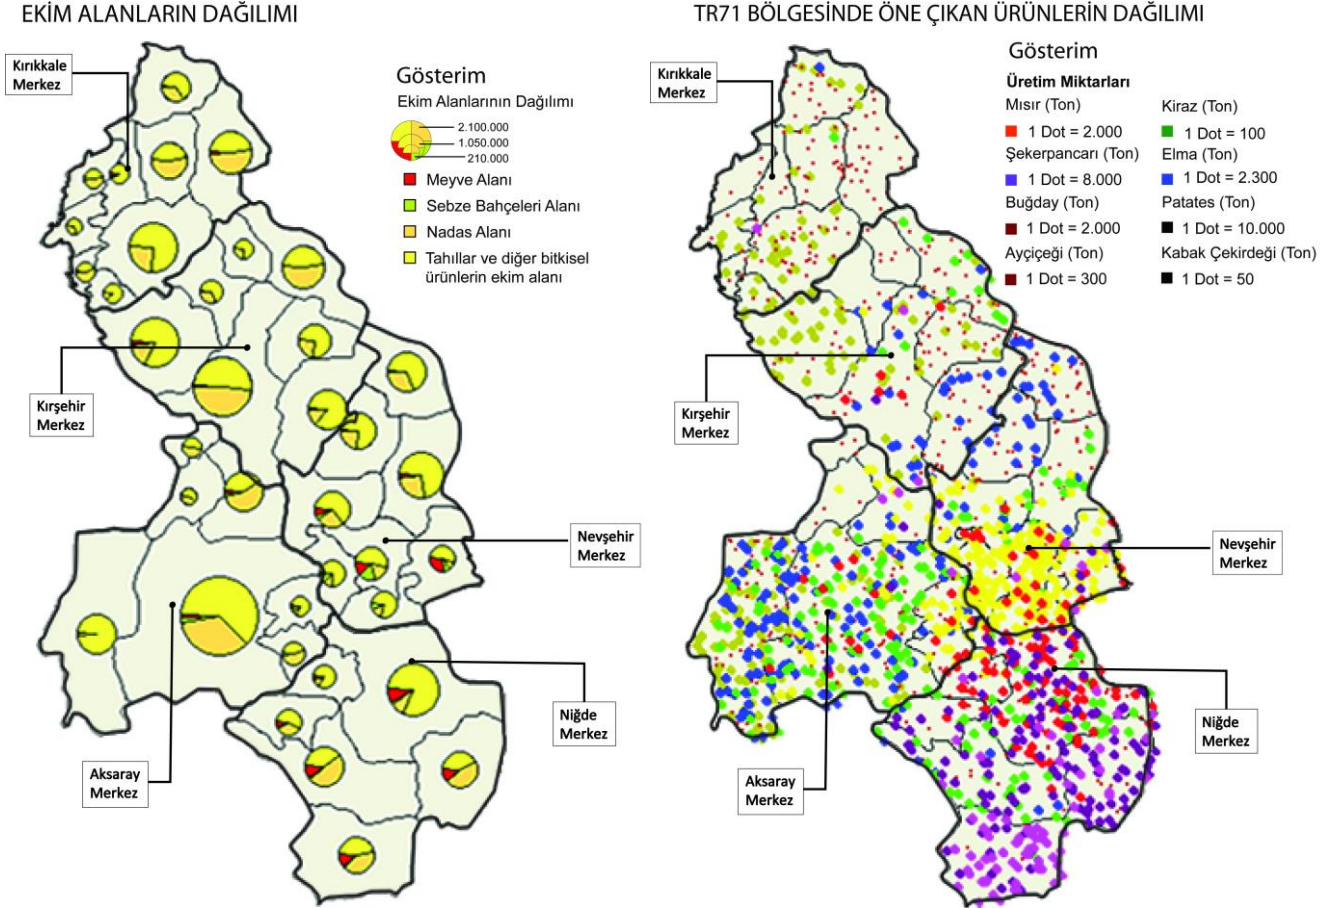 EKİM ALANLARIN DAĞILIMI
Kırıkkale
Merkez
Gösterim
Ekim Alanlarının Dağılımı
2.100.000
1.050.000
210.000
Meyve Alanı
Sebze Bahçeleri Alanı
Nadas Alanı
Tahıllar ve diğer bitkisel
ürünlerin ekim alanı
Kırşehir
Merkez
Nevşehir
Merkez
Niğde
Merkez
Aksaray
Merkez
TR71 BÖLGESİNDE ÖNE ÇIKAN ÜRÜNLERİN DAĞILIMI
Kırıkkale
Merkez
Gösterim
Üretim Miktarları
Mısır (Ton)
1 Dot = 2.000
Şekerpancarı (Ton)
1 Dot = 8.000
Buğday (Ton)
1 Dot = 2.000
Ayçiçeği (Ton)
1 Dot = 300
Kiraz (Ton)
1 Dot = 100
Elma (Ton)
1 Dot = 2.300
Patates (Ton)
1 Dot = 10.000
Kabak Çekirdeği (Ton)
1 Dot = 50
Kırşehir
Merkez
Nevşehir
Merkez
Niğde
Merkez
Aksaray
Merkez